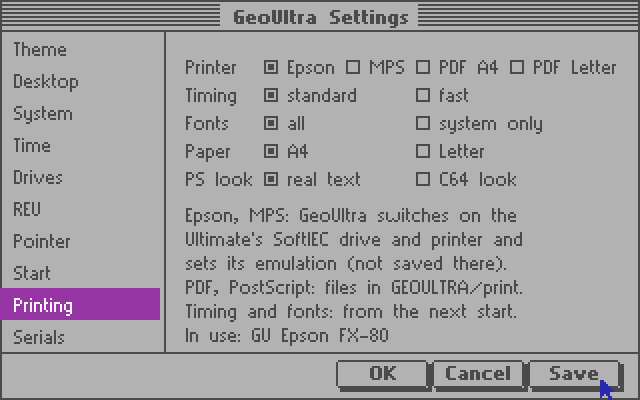 GeoUltra Settings
Theme
Desktop
System
Time
Drives
REU
Pointer
Start
Printing
Serials
Printer Epson MPS PDF A4 PDF Letter
Timing standard fast
Fonts all system only
Paper A4 Letter
PS look real text C64 look
Epson, MPS: GeoUltra switches on the
Ultimate's SoftIEC drive and printer and
sets its emulation (not saved there).
PDF, PostScript: files in GEOULTRA/print.
Timing and fonts: from the next start.
In use: GU Epson FX-80
OK Cancel Save